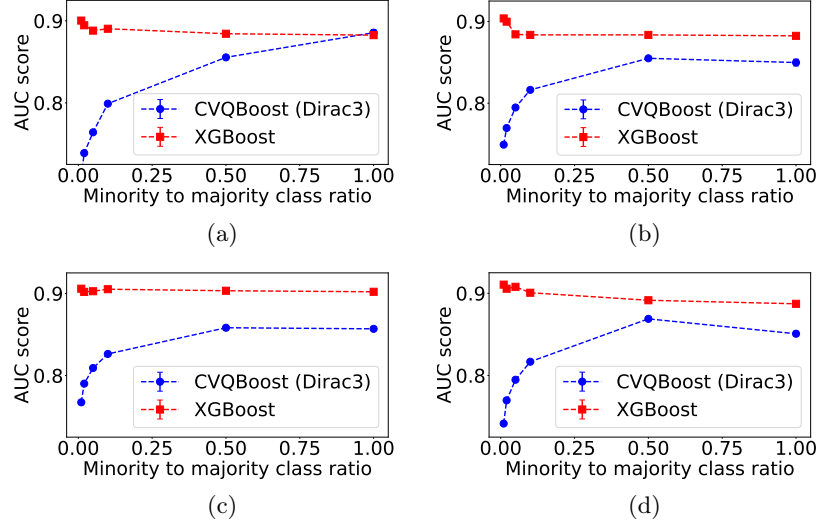 0.9
0.8
AUC score
CVQBoost (Dirac3)
XGBoost
0.00 0.25 0.50 0.75 1.00
Minority to majority class ratio
(a)
0.9
0.8
AUC score
CVQBoost (Dirac3)
XGBoost
0.00 0.25 0.50 0.75 1.00
Minority to majority class ratio
(b)
0.9
0.8
AUC score
CVQBoost (Dirac3)
XGBoost
0.00 0.25 0.50 0.75 1.00
Minority to majority class ratio
(c)
0.9
0.8
AUC score
CVQBoost (Dirac3)
XGBoost
0.00 0.25 0.50 0.75 1.00
Minority to majority class ratio
(d)